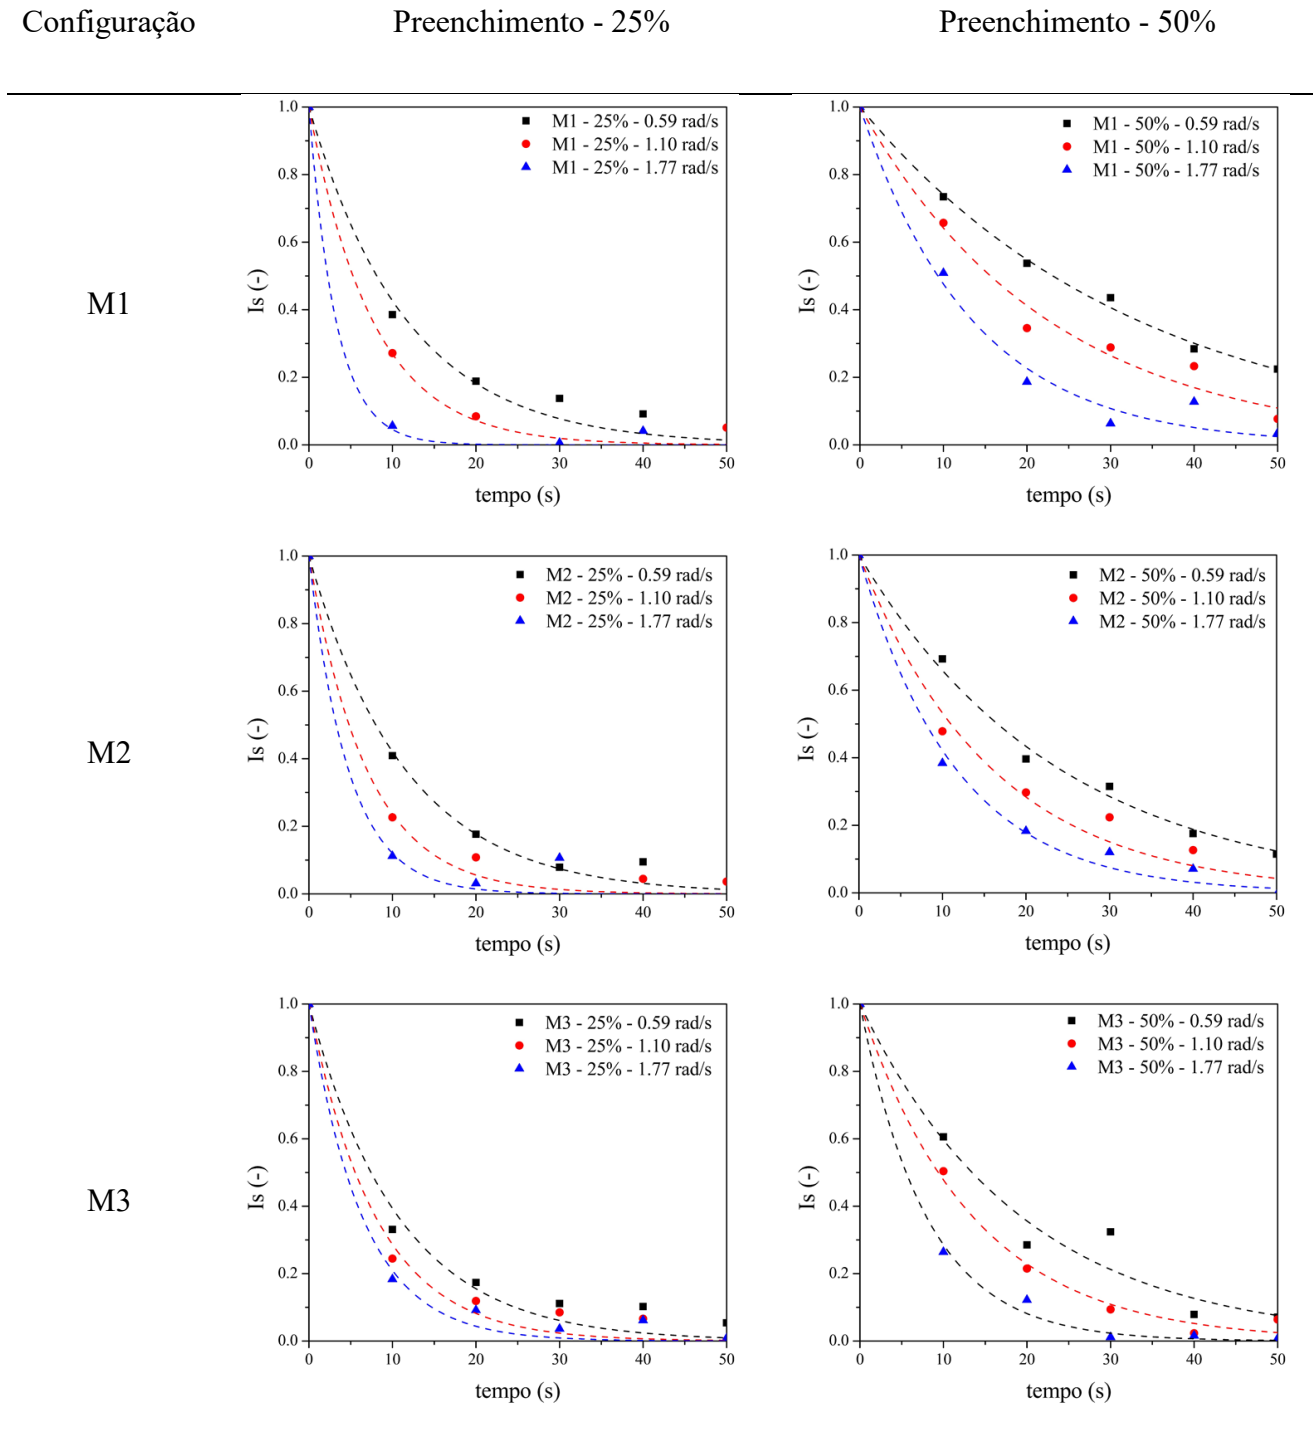 Configuração Preenchimento - 25% Preenchimento - 50%
M1
1.0
0.8
0.6
0.4
0.2
0.0
Is (-)
M1 - 25% - 0.59 rad/s
M1 - 25% - 1.10 rad/s
M1 - 25% - 1.77 rad/s
0 10 20 30 40 50
tempo (s)
1.0
0.8
0.6
0.4
0.2
0.0
Is (-)
M1 - 50% - 0.59 rad/s
M1 - 50% - 1.10 rad/s
M1 - 50% - 1.77 rad/s
0 10 20 30 40 50
tempo (s)
M2
1.0
0.8
0.6
0.4
0.2
0.0
Is (-)
M2 - 25% - 0.59 rad/s
M2 - 25% - 1.10 rad/s
M2 - 25% - 1.77 rad/s
0 10 20 30 40 50
tempo (s)
1.0
0.8
0.6
0.4
0.2
0.0
Is (-)
M2 - 50% - 0.59 rad/s
M2 - 50% - 1.10 rad/s
M2 - 50% - 1.77 rad/s
0 10 20 30 40 50
tempo (s)
M3
1.0
0.8
0.6
0.4
0.2
0.0
Is (-)
M3 - 25% - 0.59 rad/s
M3 - 25% - 1.10 rad/s
M3 - 25% - 1.77 rad/s
0 10 20 30 40 50
tempo (s)
1.0
0.8
0.6
0.4
0.2
0.0
Is (-)
M3 - 50% - 0.59 rad/s
M3 - 50% - 1.10 rad/s
M3 - 50% - 1.77 rad/s
0 10 20 30 40 50
tempo (s)